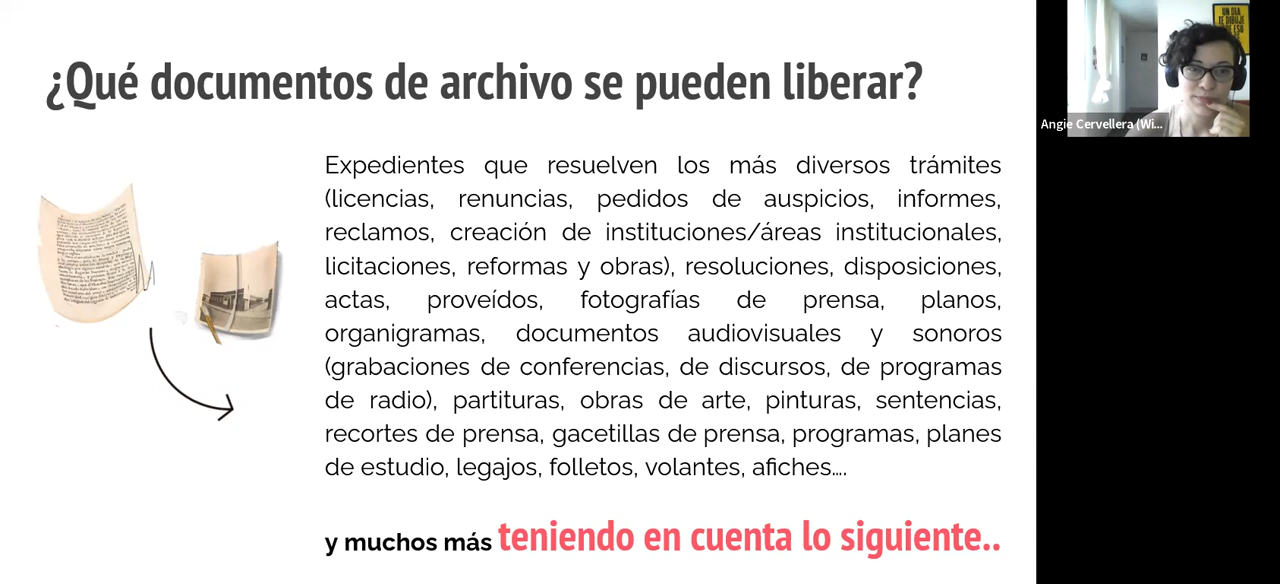 ¿Qué documentos de archivo se pueden liberar?
Expedientes que resuelven los más diversos trámites
(licencias, renuncias, pedidos de auspicios, informes,
reclamos, creación de instituciones/áreas institucionales,
licitaciones, reformas y obras), resoluciones, disposiciones,
actas, proveídos, fotografías de prensa, planos,
organigramas, documentos audiovisuales y sonoros
(grabaciones de conferencias, de discursos, de programas
de radio), partituras, obras de arte, pinturas, sentencias,
recortes de prensa, gacetillas de prensa, programas, planes
de estudio, legajos, folletos, volantes, afiches....
y muchos más teniendo en cuenta lo siguiente..
UN DIA
TE DIBUJE
Angie Cervellera (Wi...